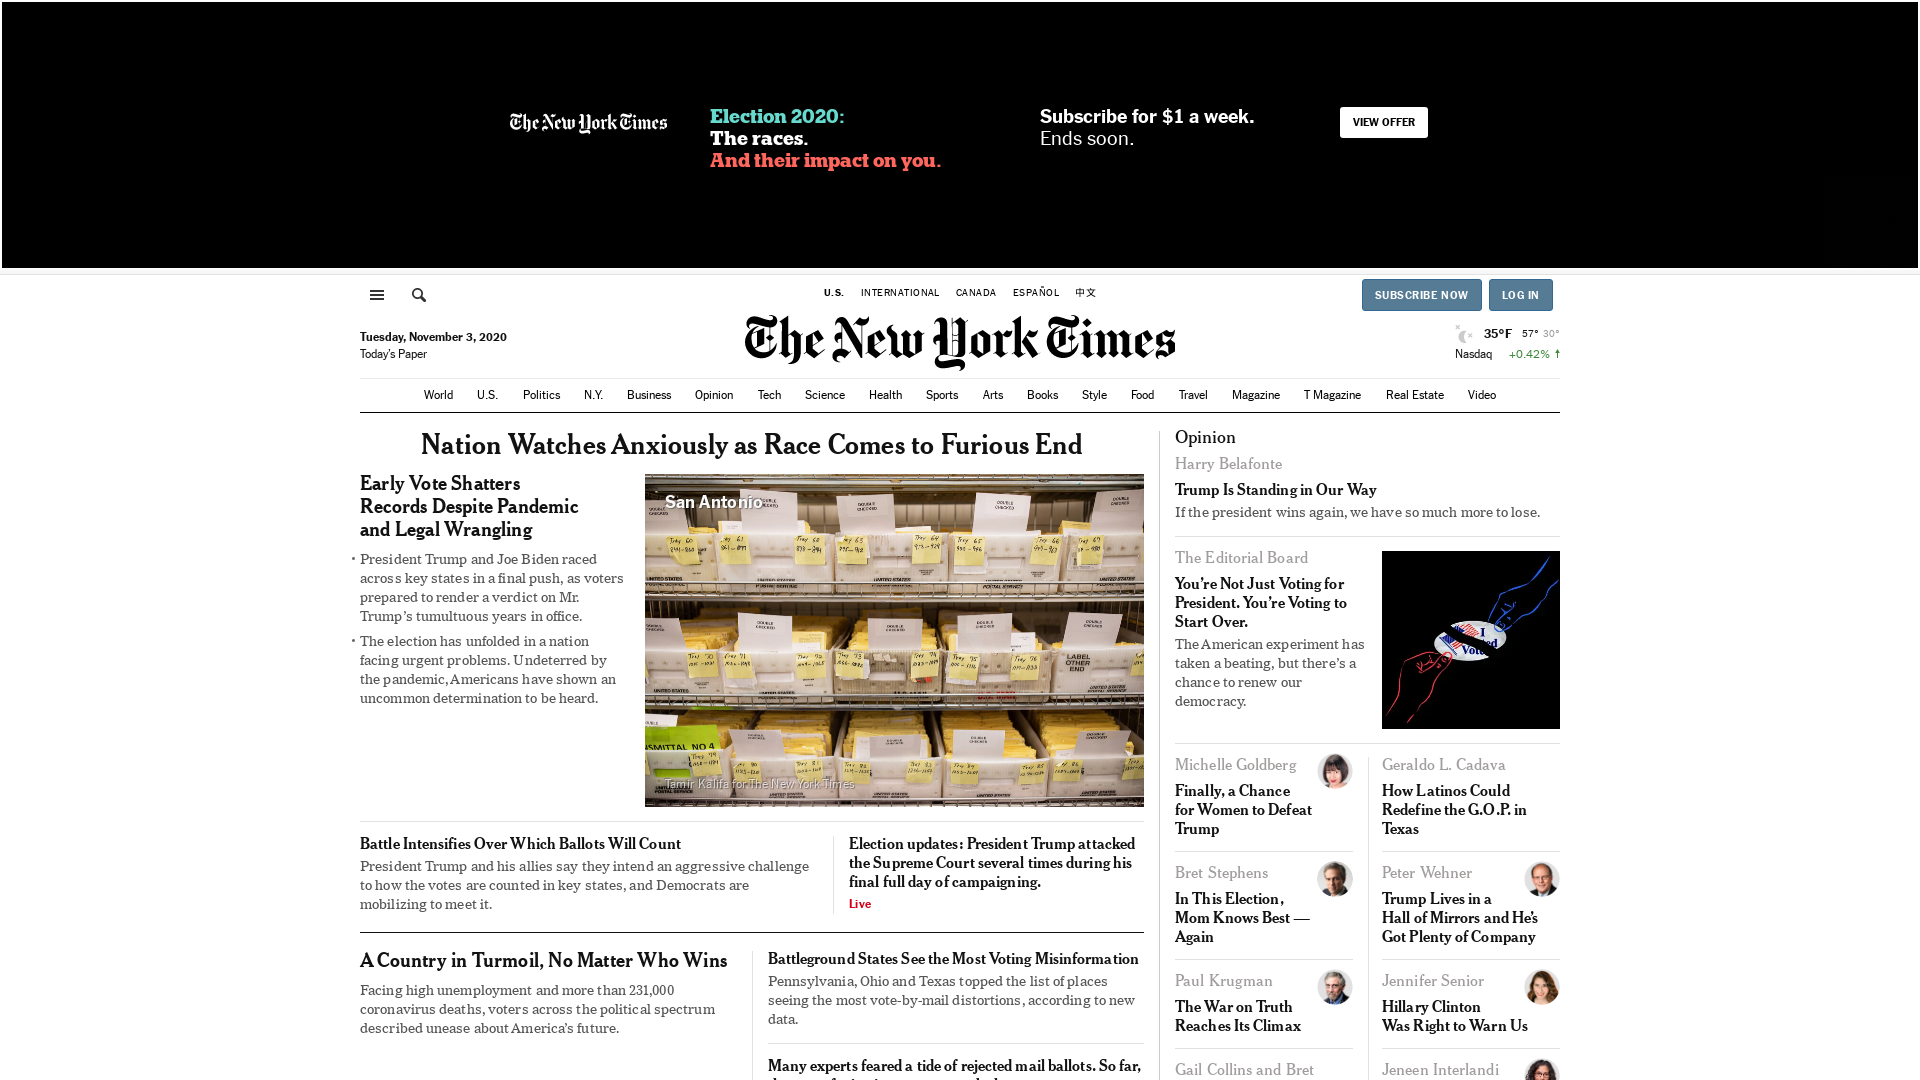 The New York Times
Election 2020:
The races.
And their impact on you.
Subscribe for $1 a week.
Ends soon.
VIEW OFFER
U.S. INTERNATIONAL CANADA ESPAÑOL 中文
SUBSCRIBE NOW LOG IN
Tuesday, November 3, 2020
Today's Paper
The New York Times
35°F 57° 30°
Nasdaq +0.42% ↑
World U.S. Politics N.Y. Business Opinion Tech Science Health Sports Arts Books Style Food Travel Magazine T Magazine Real Estate Video
Nation Watches Anxiously as Race Comes to Furious End
Early Vote Shatters
Records Despite Pandemic
and Legal Wrangling
• President Trump and Joe Biden raced
across key states in a final push, as voters
prepared to render a verdict on Mr.
Trump’s tumultuous years in office.
• The election has unfolded in a nation
facing urgent problems. Undeterred by
the pandemic, Americans have shown an
uncommon determination to be heard.
San Antonio
LABEL
OTHER
END
Tamir Kalifa for The New York Times
Battle Intensifies Over Which Ballots Will Count
President Trump and his allies say they intend an aggressive challenge
to how the votes are counted in key states, and Democrats are
mobilizing to meet it.
Election updates: President Trump attacked
the Supreme Court several times during his
final full day of campaigning.
Live
A Country in Turmoil, No Matter Who Wins
Facing high unemployment and more than 231,000
coronavirus deaths, voters across the political spectrum
described unease about America’s future.
Battleground States See the Most Voting Misinformation
Pennsylvania, Ohio and Texas topped the list of places
seeing the most vote-by-mail distortions, according to new
data.
Many experts feared a tide of rejected mail ballots. So far,
Opinion
Harry Belafonte
Trump Is Standing in Our Way
If the president wins again, we have so much more to lose.
The Editorial Board
You’re Not Just Voting for
President. You’re Voting to
Start Over.
The American experiment has
taken a beating, but there’s a
chance to renew our
democracy.
I
Voted
Michelle Goldberg
Finally, a Chance
for Women to Defeat
Trump
Geraldo L. Cadava
How Latinos Could
Redefine the G.O.P. in
Texas
Bret Stephens
In This Election,
Mom Knows Best —
Again
Peter Wehner
Trump Lives in a
Hall of Mirrors and He’s
Got Plenty of Company
Paul Krugman
The War on Truth
Reaches Its Climax
Jennifer Senior
Hillary Clinton
Was Right to Warn Us
Gail Collins and Bret
Jeneen Interlandi